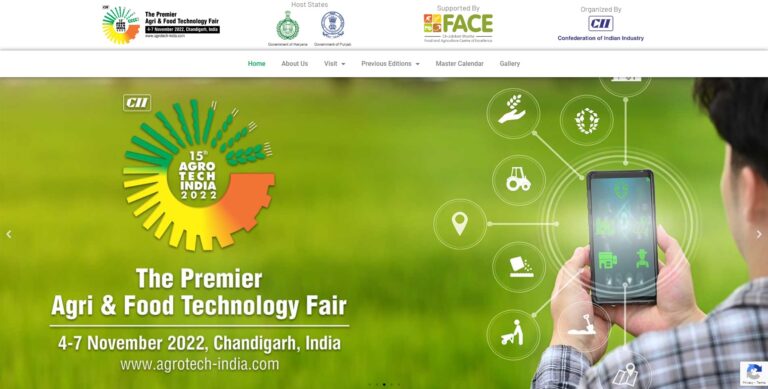 Host States
Supported By
Organized By
CII
15th
AGRO
TECH
INDIA
2022
The Premier
Agri & Food Technology Fair
4-7 November 2022, Chandigarh, India
www.agrotech-india.com
Government of Haryana
Government of Punjab
FACE
Food and Agriculture Centre of Excellence
CII
Confederation of Indian Industry
Home
About Us
Visit
Previous Editions
Master Calendar
Gallery
CII
15th
AGRO
TECH
INDIA
2022
The Premier
Agri & Food Technology Fair
4-7 November 2022, Chandigarh, India
www.agrotech-india.com
Privacy - Terms